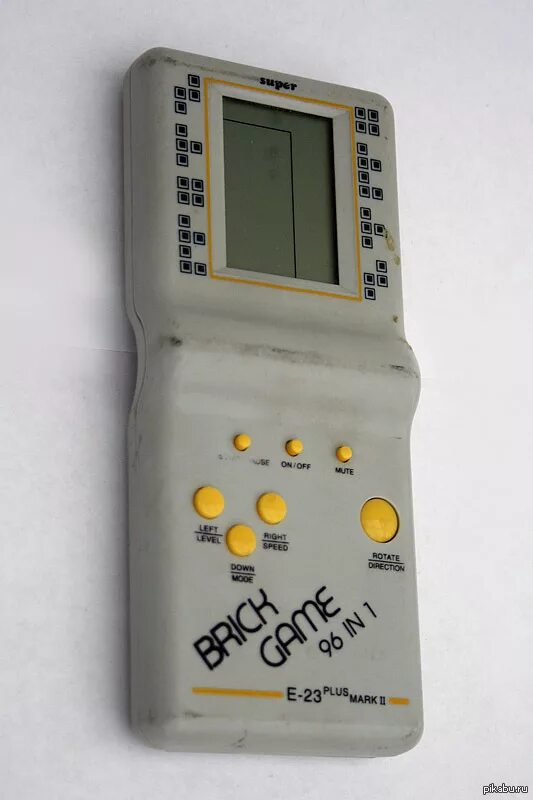 super
ON/OFF
MUTE
LEFT
LEVEL
RIGHT
SPEED
DOWN
MODE
ROTATE
DIRECTION
BRICK
GAME
96 IN 1
E-23 PLUS MARK II
pikabu.ru